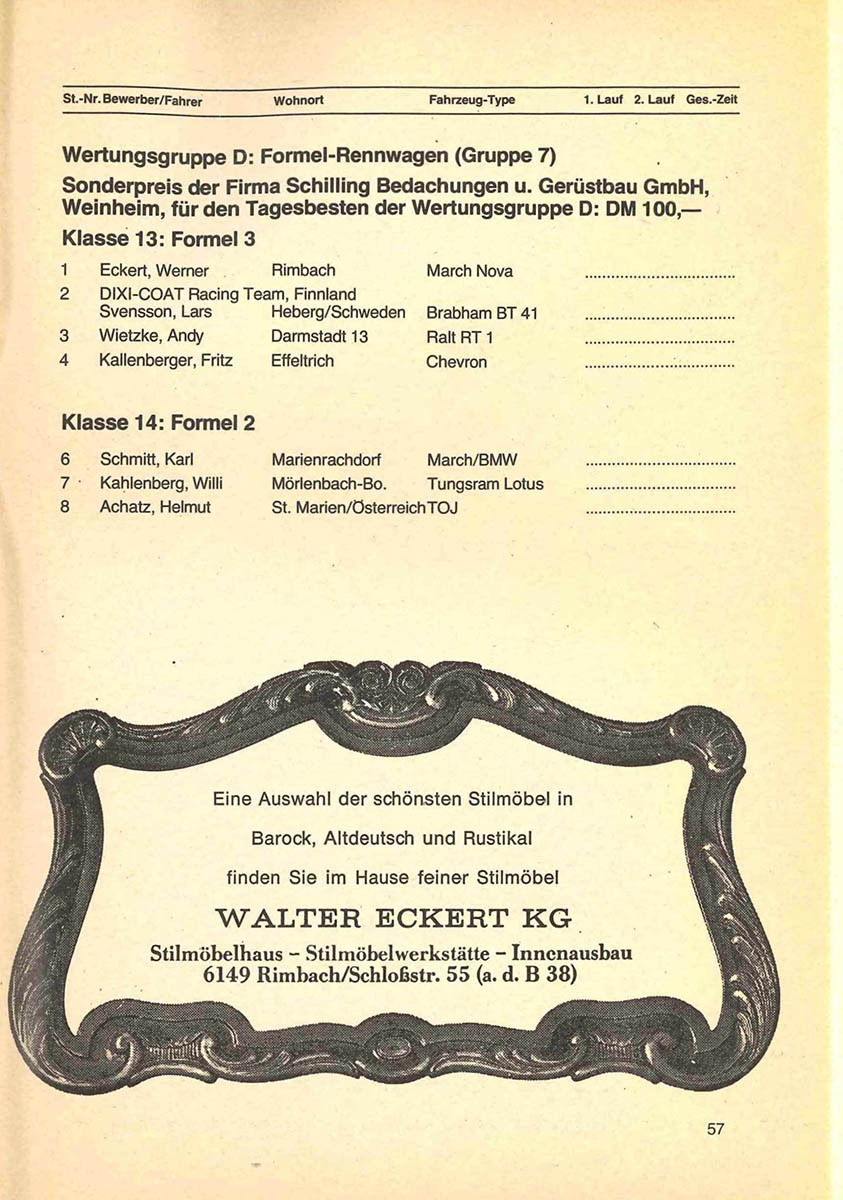 St.-Nr. Bewerber/Fahrer Wohnort Fahrzeug-Type 1. Lauf 2. Lauf Ges.-Zeit
Wertungsgruppe D: Formel-Rennwagen (Gruppe 7)
Sonderpreis der Firma Schilling Bedachungen u. Gerüstbau GmbH,
Weinheim, für den Tagesbesten der Wertungsgruppe D: DM 100,—
Klasse 13: Formel 3
1 Eckert, Werner Rimbach March Nova ..................................
2 DIXI-COAT Racing Team, Finnland
Svensson, Lars Heberg/Schweden Brabham BT 41 ..................................
3 Wietzke, Andy Darmstadt 13 Ralt RT 1 ..................................
4 Kallenberger, Fritz Effeltrich Chevron ..................................
Klasse 14: Formel 2
6 Schmitt, Karl Marienrachdorf March/BMW ..................................
7 Kahlenberg, Willi Mörlenbach-Bo. Tungsram Lotus ..................................
8 Achatz, Helmut St. Marien/Österreich TOJ ..................................
Eine Auswahl der schönsten Stilmöbel in
Barock, Altdeutsch und Rustikal
finden Sie im Hause feiner Stilmöbel
WALTER ECKERT KG
Stilmöbelhaus – Stilmöbelwerkstätte – Innenausbau
6149 Rimbach/Schloßstr. 55 (a. d. B 38)
57